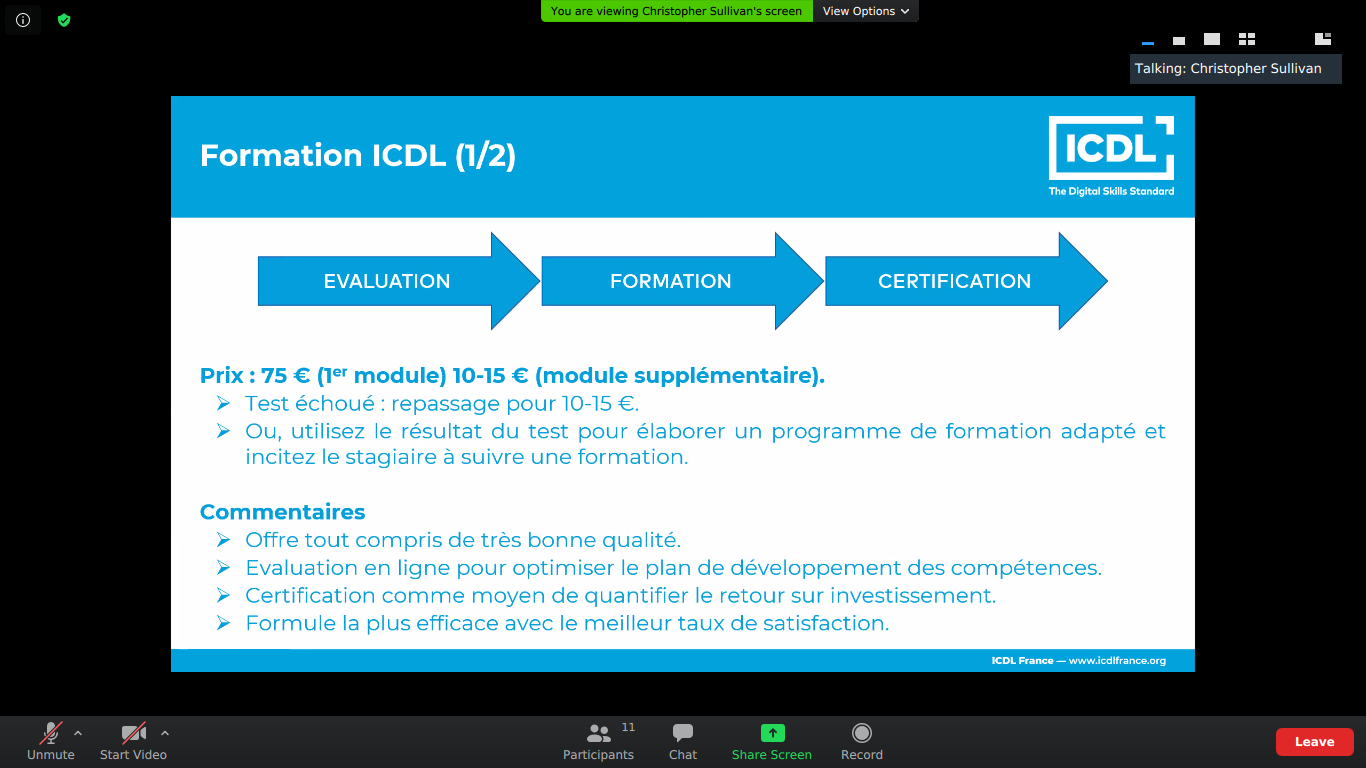 You are viewing Christopher Sullivan's screen
View Options
Talking: Christopher Sullivan
Formation ICDL (1/2)
ICDL
The Digital Skills Standard
EVALUATION
FORMATION
CERTIFICATION
Prix : 75 € (1er module) 10-15 € (module supplémentaire).
Test échoué : repassage pour 10-15 €.
Ou, utilisez le résultat du test pour élaborer un programme de formation adapté et
incitez le stagiaire à suivre une formation.
Commentaires
Offre tout compris de très bonne qualité.
Evaluation en ligne pour optimiser le plan de développement des compétences.
Certification comme moyen de quantifier le retour sur investissement.
Formule la plus efficace avec le meilleur taux de satisfaction.
ICDL France — www.icdlfrance.org
Unmute
Start Video
Participants
11
Chat
Share Screen
Record
Leave